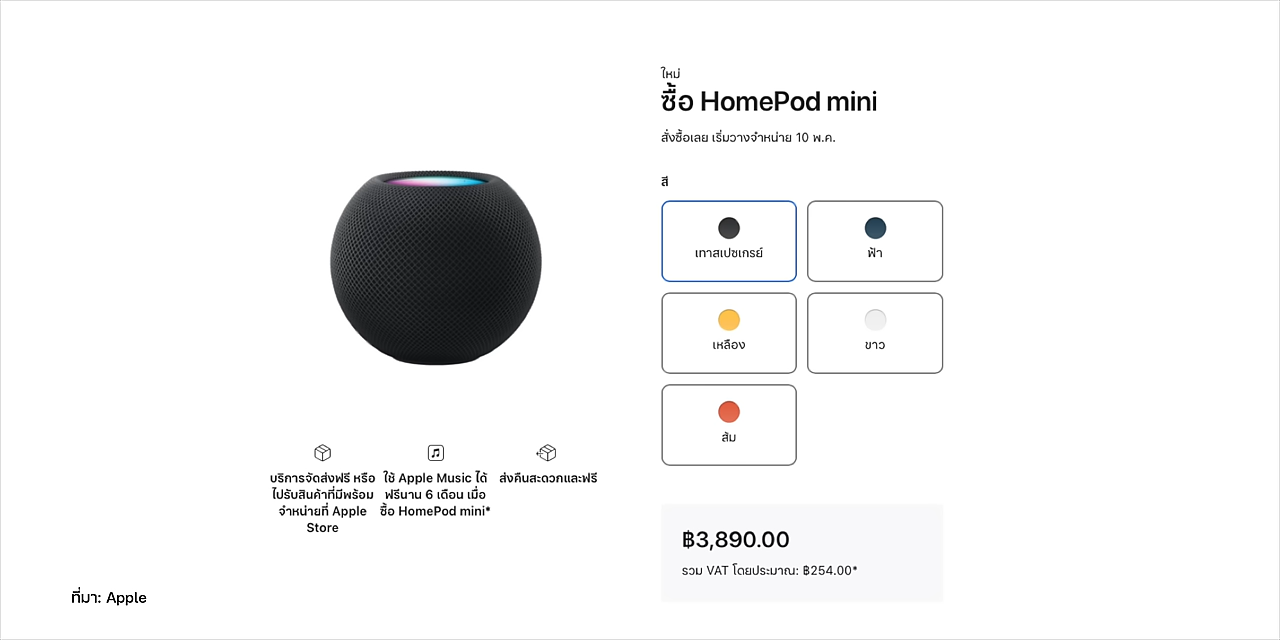 ใหม่
ซื้อ HomePod mini
สั่งซื้อเลย เริ่มวางจำหน่าย 10 พ.ค.
สี
เทาสเปซเกรย์
ฟ้า
เหลือง
ขาว
ส้ม
บริการจัดส่งฟรี หรือ
ไปรับสินค้าที่มีพร้อม
จำหน่ายที่ Apple
Store
ใช้ Apple Music ได้
ฟรีนาน 6 เดือน เมื่อ
ซื้อ HomePod mini*
ส่งคืนสะดวกและฟรี
฿3,890.00
รวม VAT โดยประมาณ: ฿254.00*
ที่มา: Apple